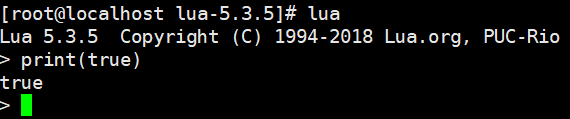 [root@localhost lua-5.3.5]# lua
Lua 5.3.5  Copyright (C) 1994-2018 Lua.org, PUC-Rio
> print(true)
true
>